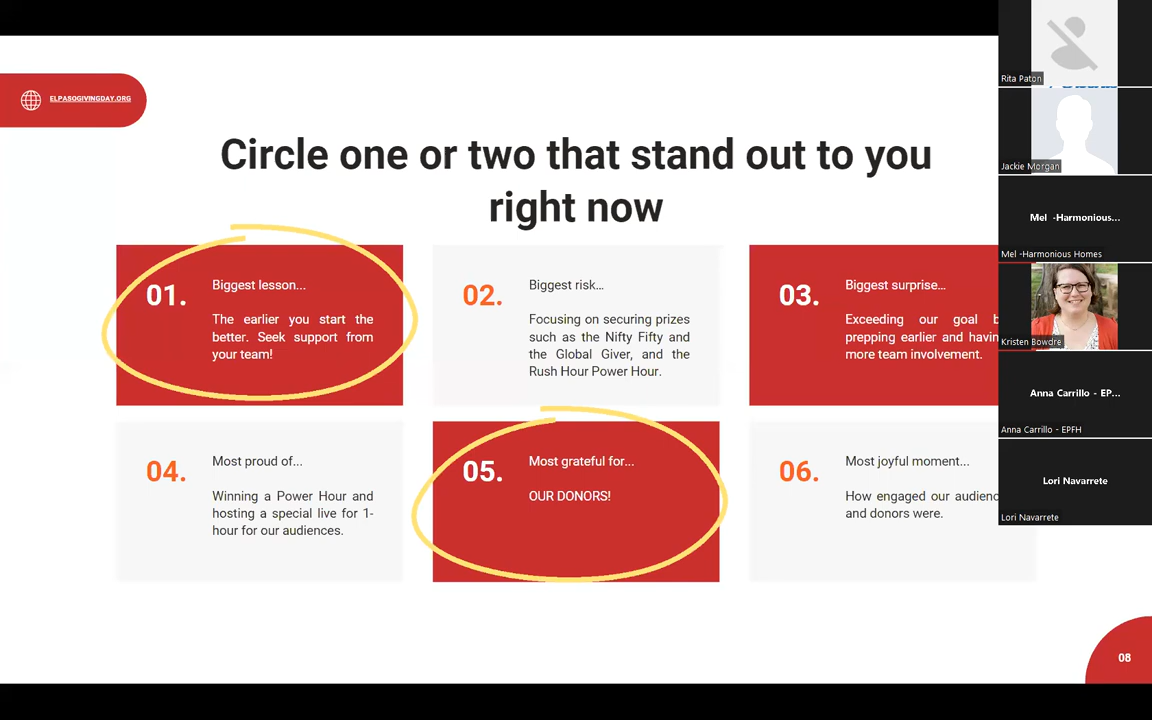 ELPASOGIVINGDAY.ORG
Circle one or two that stand out to you
right now
01.
Biggest lesson...
The earlier you start the
better. Seek support from
your team!
02.
Biggest risk...
Focusing on securing prizes
such as the Nifty Fifty and
the Global Giver, and the
Rush Hour Power Hour.
03.
Biggest surprise...
Exceeding our goal
prepping earlier and
more team involvement.
04.
Most proud of...
Winning a Power Hour and
hosting a special live for 1-
hour for our audiences.
05.
Most grateful for...
OUR DONORS!
06.
Most joyful moment...
How engaged our
and donors were.
08
Rita Paton
Jackie Morgan
Mel -Harmonious...
Mel -Harmonious Homes
Kristen Bowdre
Anna Carrillo - EP...
Anna Carrillo - EPFH
Lori Navarrete
Lori Navarrete